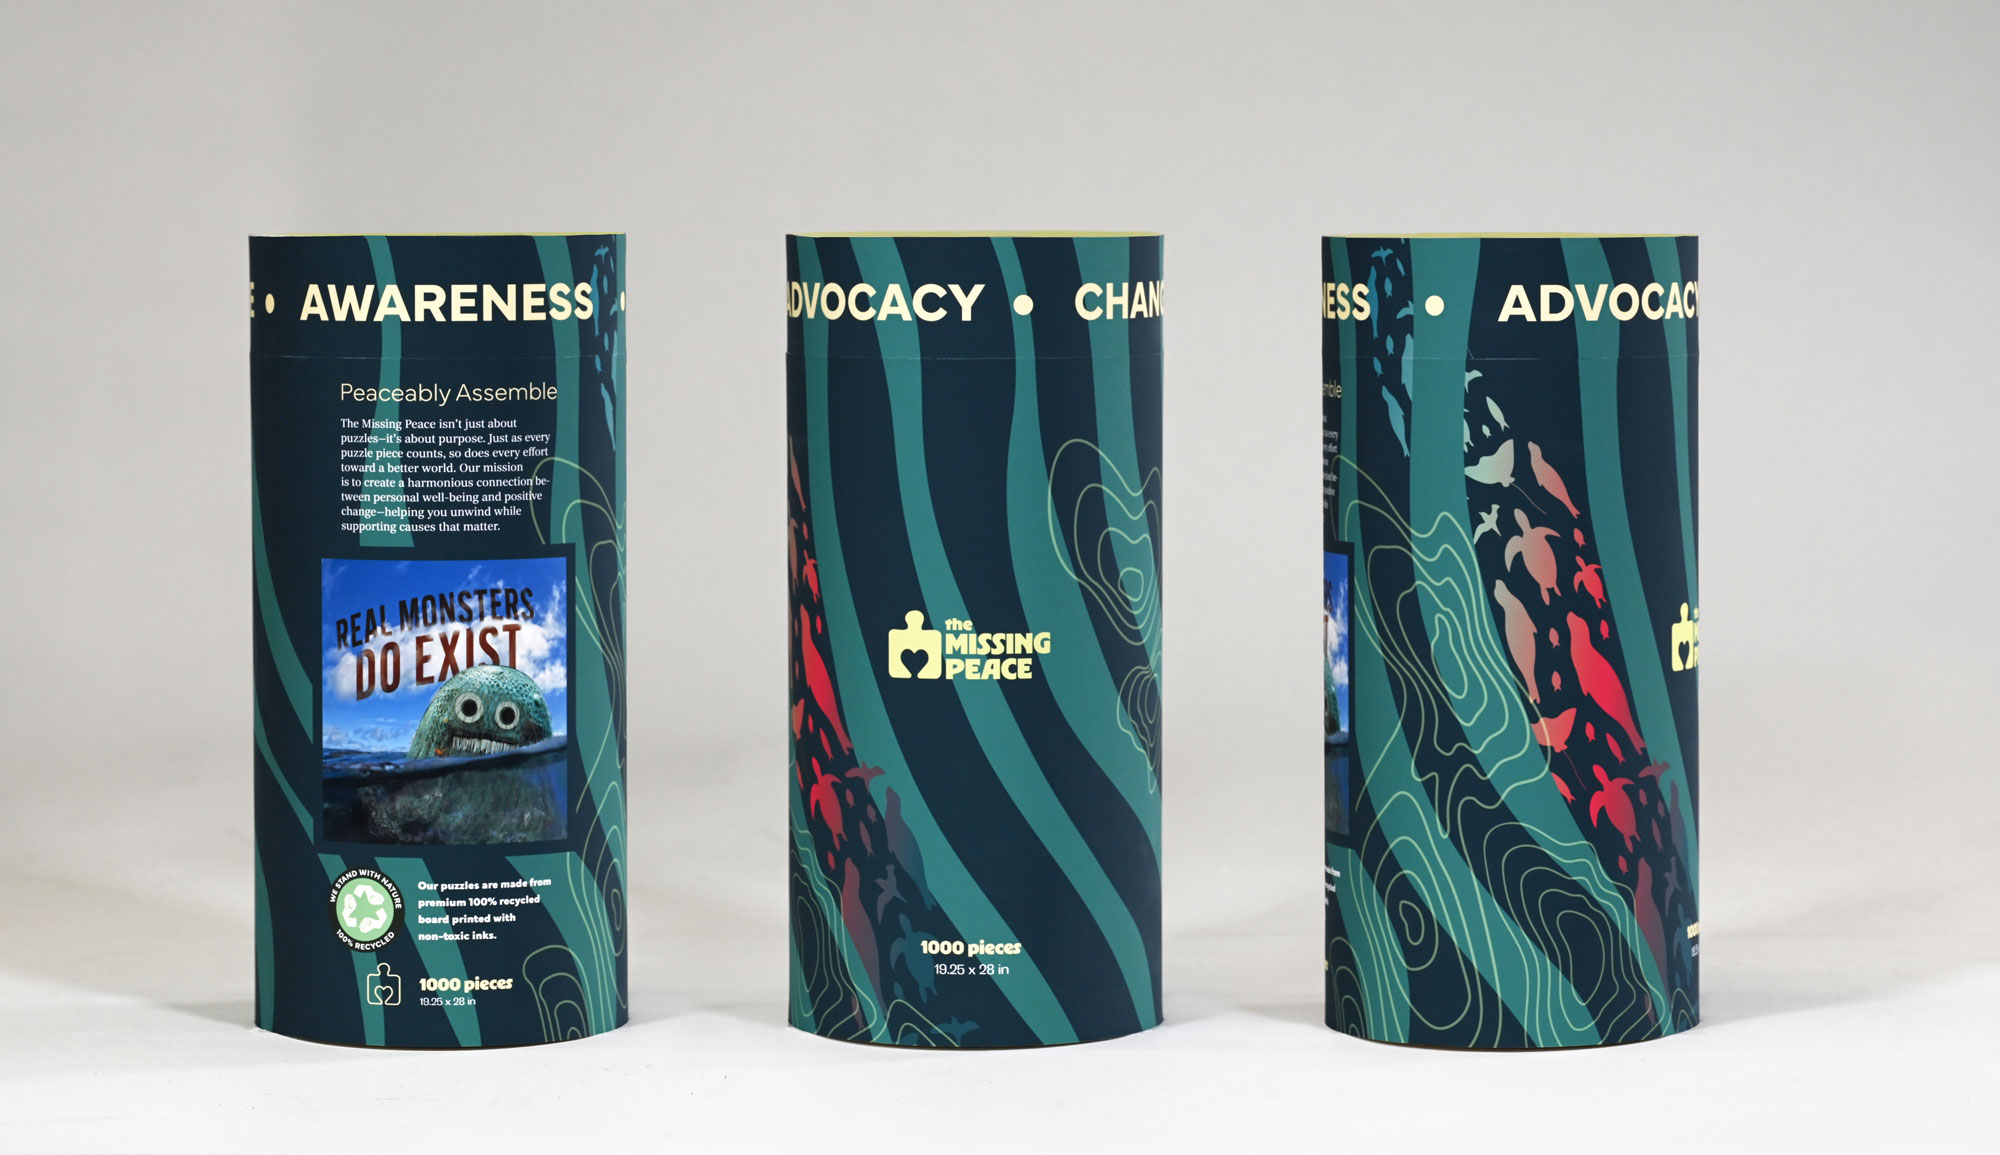 E • AWARENESS •
Peaceably Assemble
The Missing Peace isn't just about
puzzles—it's about purpose. Just as every
puzzle piece counts, so does every effort
toward a better world. Our mission
is to create a harmonious connection be-
tween personal well-being and positive
change—helping you unwind while
supporting causes that matter.
REAL MONSTERS
DO EXIST
WE STAND WITH NATURE
100% RECYCLED
Our puzzles are made from
premium 100% recycled
board printed with
non-toxic inks.
1000 pieces
19.25 x 28 in
ADVOCACY • CHANG
the
MISSING
PEACE
1000 pieces
19.25 x 28 in
NESS • ADVOCACY